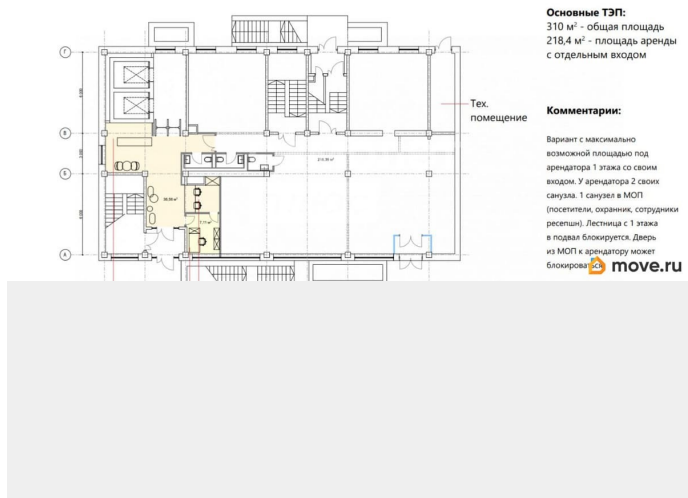 Основные ТЭП:
310 м² - общая площадь
218,4 м² - площадь аренды
с отдельным входом
Тех.
помещение
Комментарии:
Вариант с максимально
возможной площадью под
арендатора 1 этажа со своим
входом. У арендатора 2 своих
санузла. 1 санузел в МОП
(посетители, охранник, сотрудники
ресепшн). Лестница с 1 этажа
в подвал блокируется. Дверь
из МОП к арендатору может
блокироваться
move.ru
Г
В
Б
А